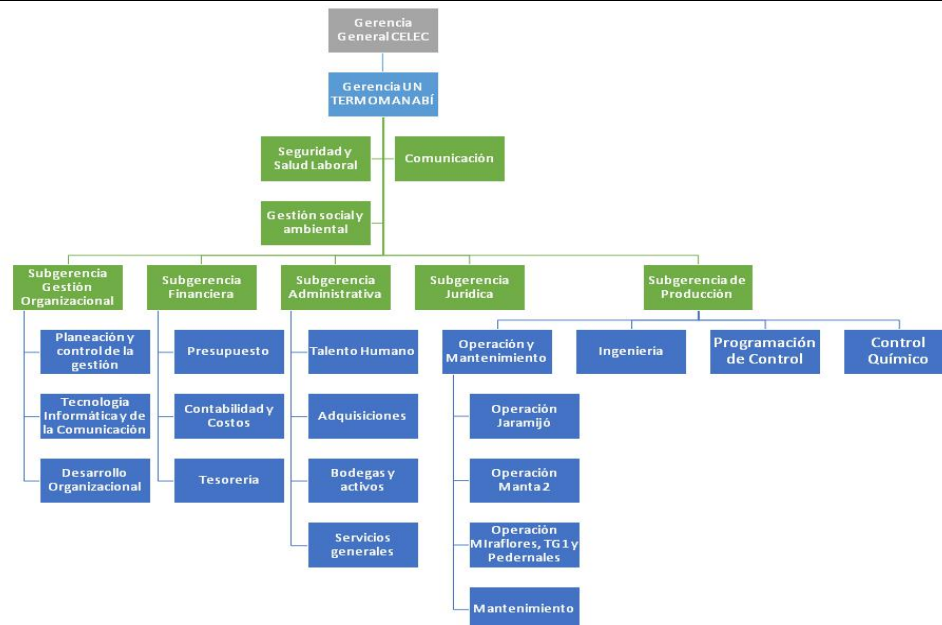 Gerencia
General CELEC
Gerencia UN
TERMOMANABÍ
Seguridad y
Salud Laboral
Comunicación
Gestión social y
ambiental
Subgerencia
Gestión
Organizacional
Subgerencia
Financiera
Subgerencia
Administrativa
Subgerencia
Jurídica
Subgerencia de
Producción
Planeación y
control de la
gestión
Tecnología
Informática y de
la Comunicación
Desarrollo
Organizacional
Presupuesto
Contabilidad y
Costos
Tesoreria
Talento Humano
Adquisiciones
Bodegas y
activos
Servicios
generales
Operación y
Mantenimiento
Ingeniería
Programación
de Control
Control
Químico
Operación
Jaramijó
Operación
Manta 2
Operación
MIraflores, TG1 y
Pedernales
Mantenimiento